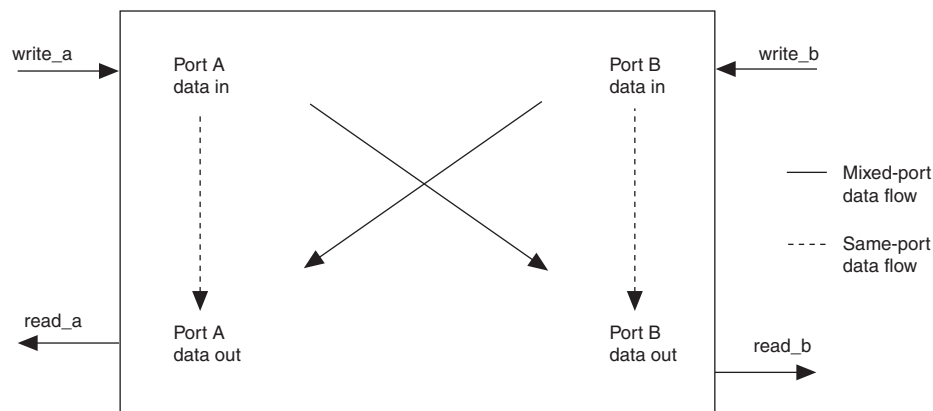 write_a
write_b
Port A
data in
Port B
data in
Mixed-port
data flow
Same-port
data flow
read_a
Port A
data out
Port B
data out
read_b